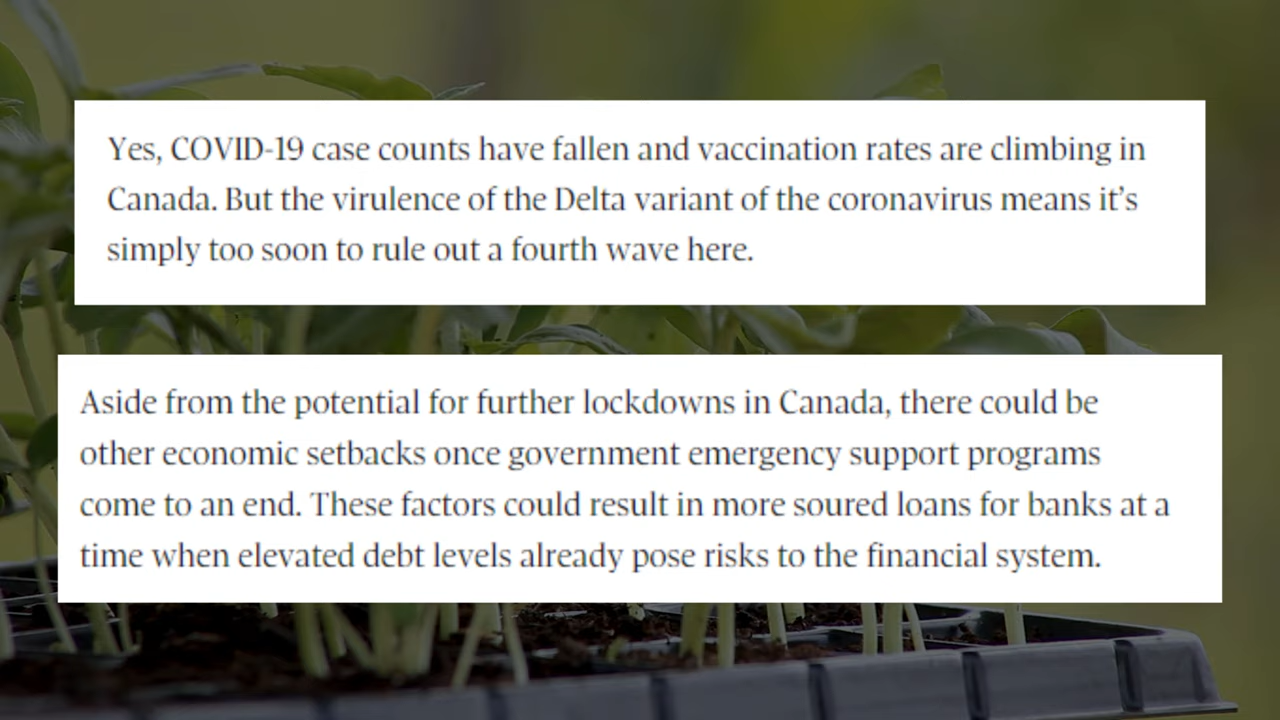 Yes, COVID-19 case counts have fallen and vaccination rates are climbing in
Canada. But the virulence of the Delta variant of the coronavirus means it’s
simply too soon to rule out a fourth wave here.
Aside from the potential for further lockdowns in Canada, there could be
other economic setbacks once government emergency support programs
come to an end. These factors could result in more soured loans for banks at a
time when elevated debt levels already pose risks to the financial system.